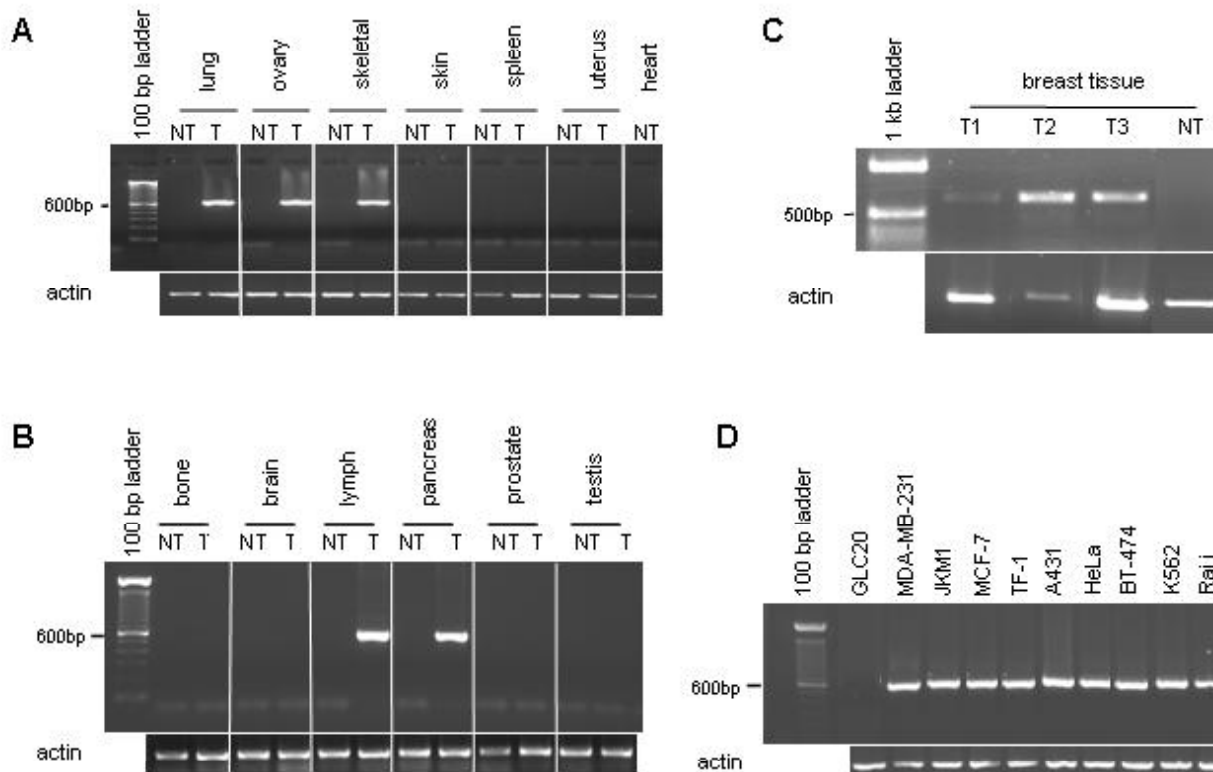 A
100 bp ladder
lung
ovary
skeletal
skin
spleen
uterus
heart
NT T NT T NT T NT T NT T NT T NT
600bp
actin
C
1 kb ladder
breast tissue
T1 T2 T3 NT
500bp
actin
B
100 bp ladder
bone
brain
lymph
pancreas
prostate
testis
NT T NT T NT T NT T NT T NT T
600bp
actin
D
100 bp ladder
GLC20
MDA-MB-231
JKM1
MCF-7
TF-1
A431
HeLa
BT-474
K562
Raji
600bp
actin